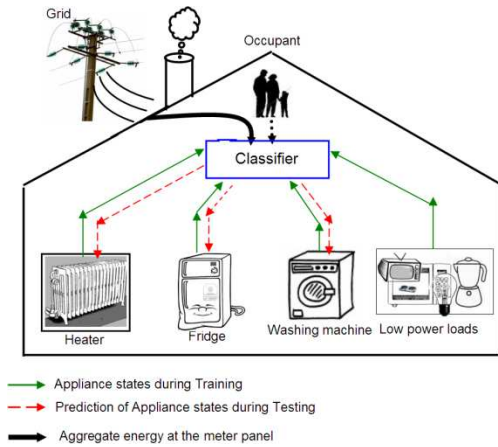 Grid
Occupant
Classifier
Heater
Fridge
Washing machine
Low power loads
Appliance states during Training
Prediction of Appliance states during Testing
Aggregate energy at the meter panel